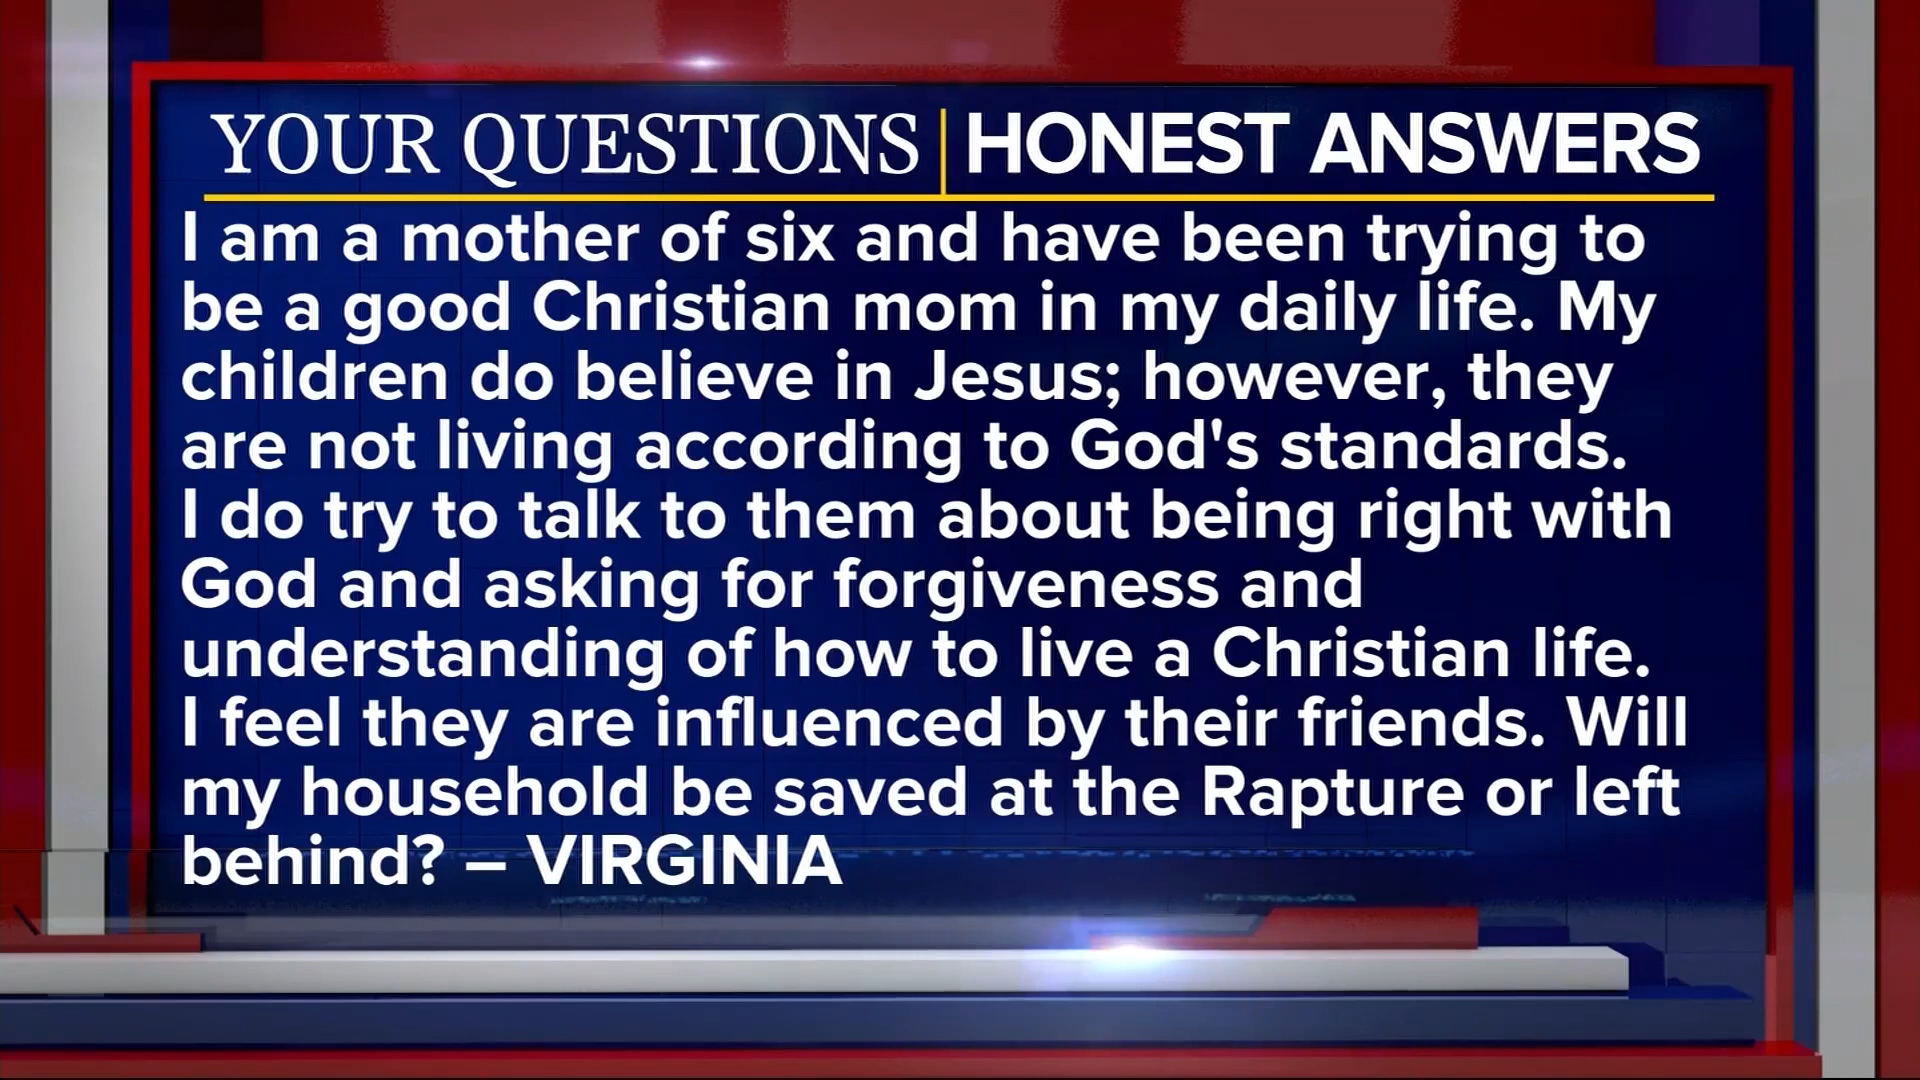 YOUR QUESTIONS | HONEST ANSWERS
I am a mother of six and have been trying to
be a good Christian mom in my daily life. My
children do believe in Jesus; however, they
are not living according to God's standards.
I do try to talk to them about being right with
God and asking for forgiveness and
understanding of how to live a Christian life.
I feel they are influenced by their friends. Will
my household be saved at the Rapture or left
behind? – VIRGINIA